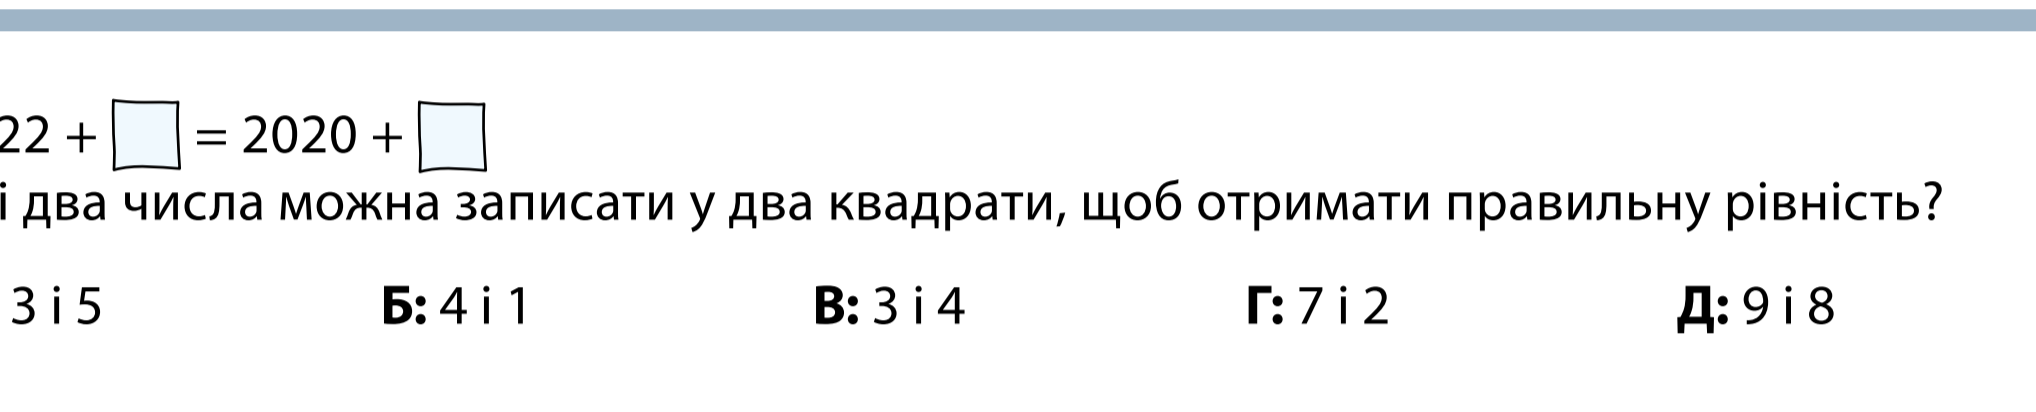 22 + = 2020 +
і два числа можна записати у два квадрати, щоб отримати правильну рівність?
3 і 5 Б: 4 і 1 В: 3 і 4 Г: 7 і 2 Д: 9 і 8